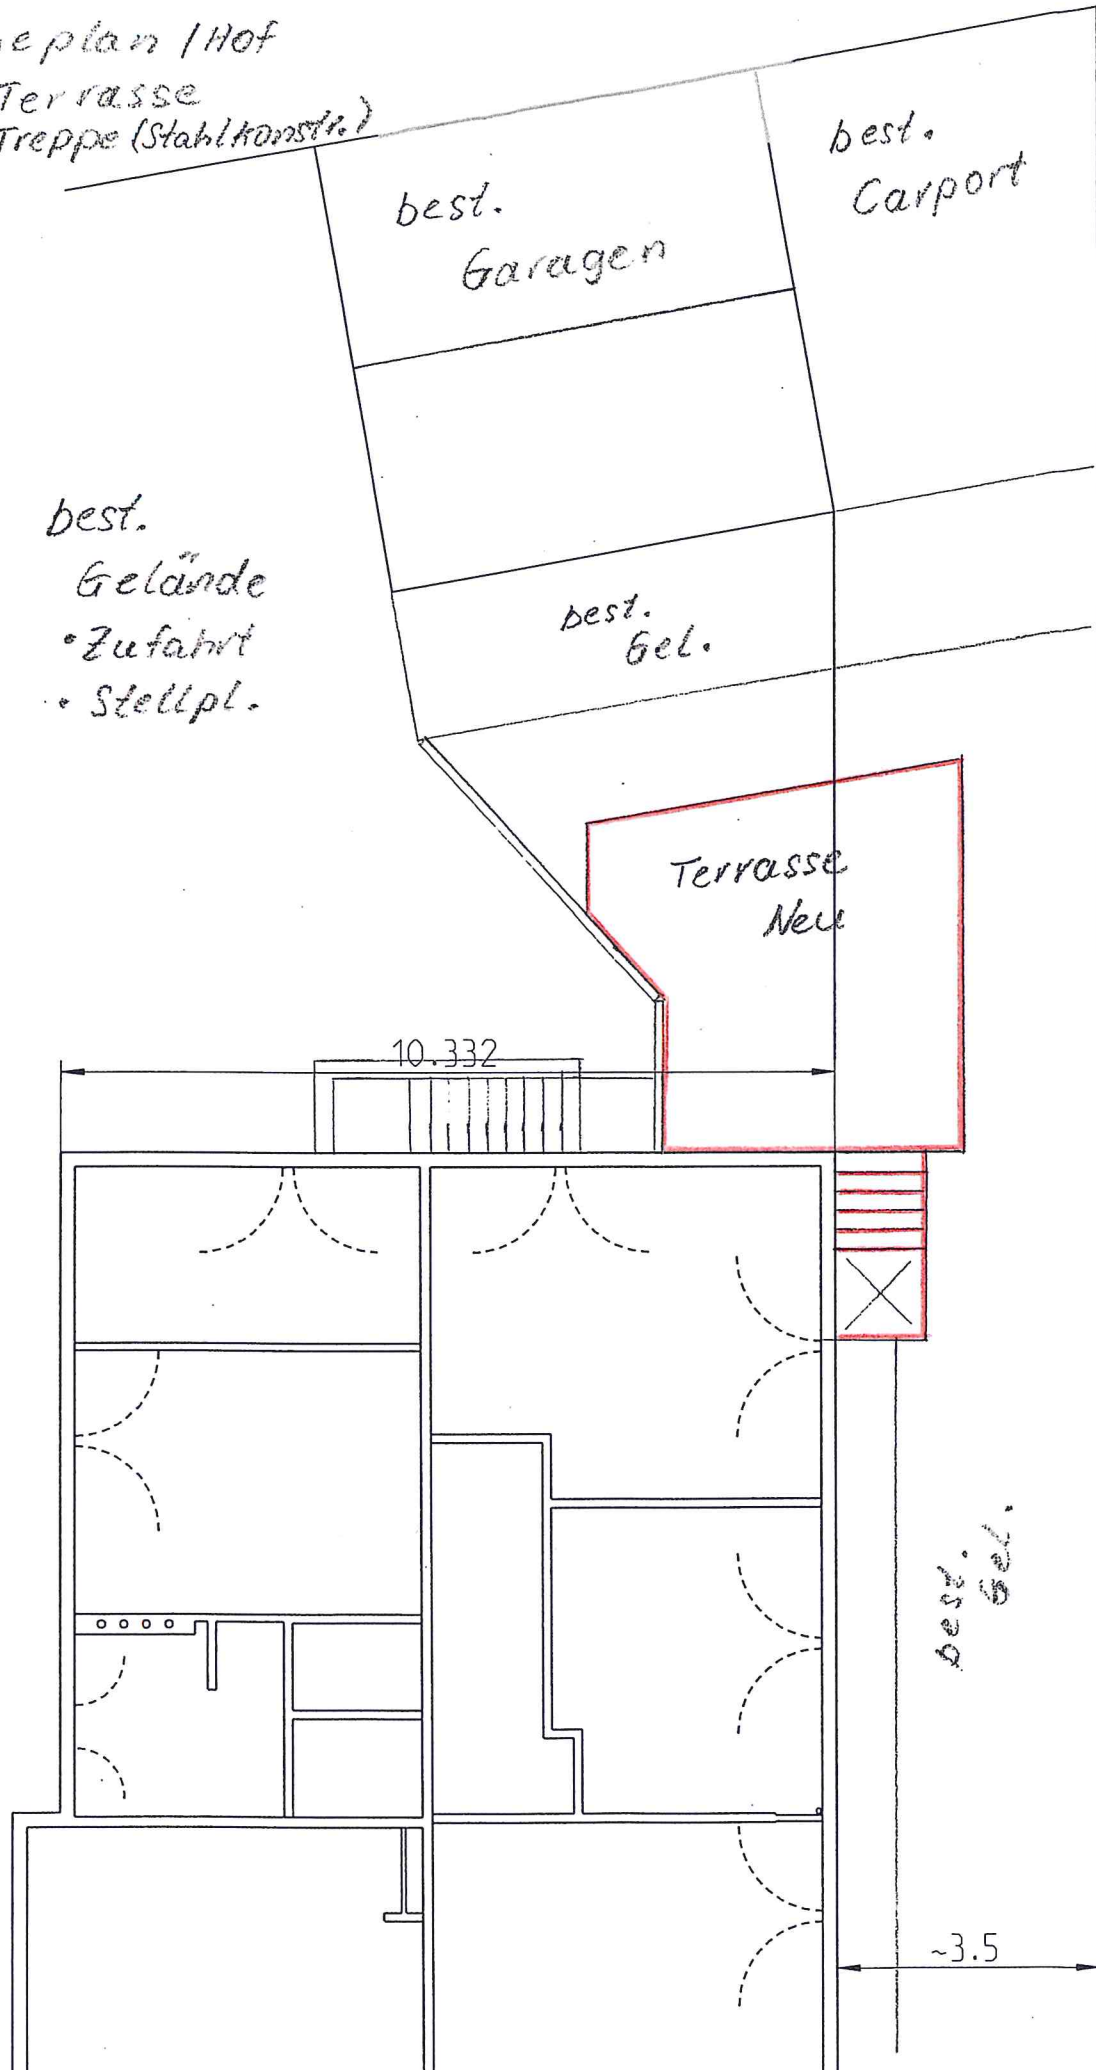 eplan / Hof
Terrasse
Treppe (Stahlkonstr.)
best.
Garagen
best.
Carport
best.
Gelände
• Zufahrt
• Stellpl.
best.
Gel.
Terrasse
Neu
10.332
best.
Gel.
~3.5